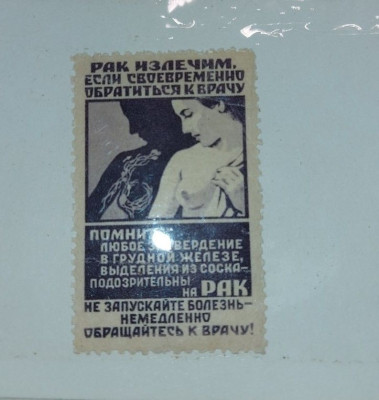 РАК ИЗЛЕЧИМ,
ЕСЛИ СВОЕВРЕМЕННО
ОБРАТИТЬСЯ К ВРАЧУ
ЛЮБОЕ
В ГРУДНОЙ ЖЕЛЕЗЕ,
ВЫДЕЛЕНИЯ ИЗ СОСКА-
ПОДОЗРИТЕЛЬНЫ
НА РАК
НЕ ЗАПУСКАЙТЕ БОЛЕЗНЬ-
НЕМЕДЛЕННО
ОБРАЩАЙТЕСЬ К ВРАЧУ!